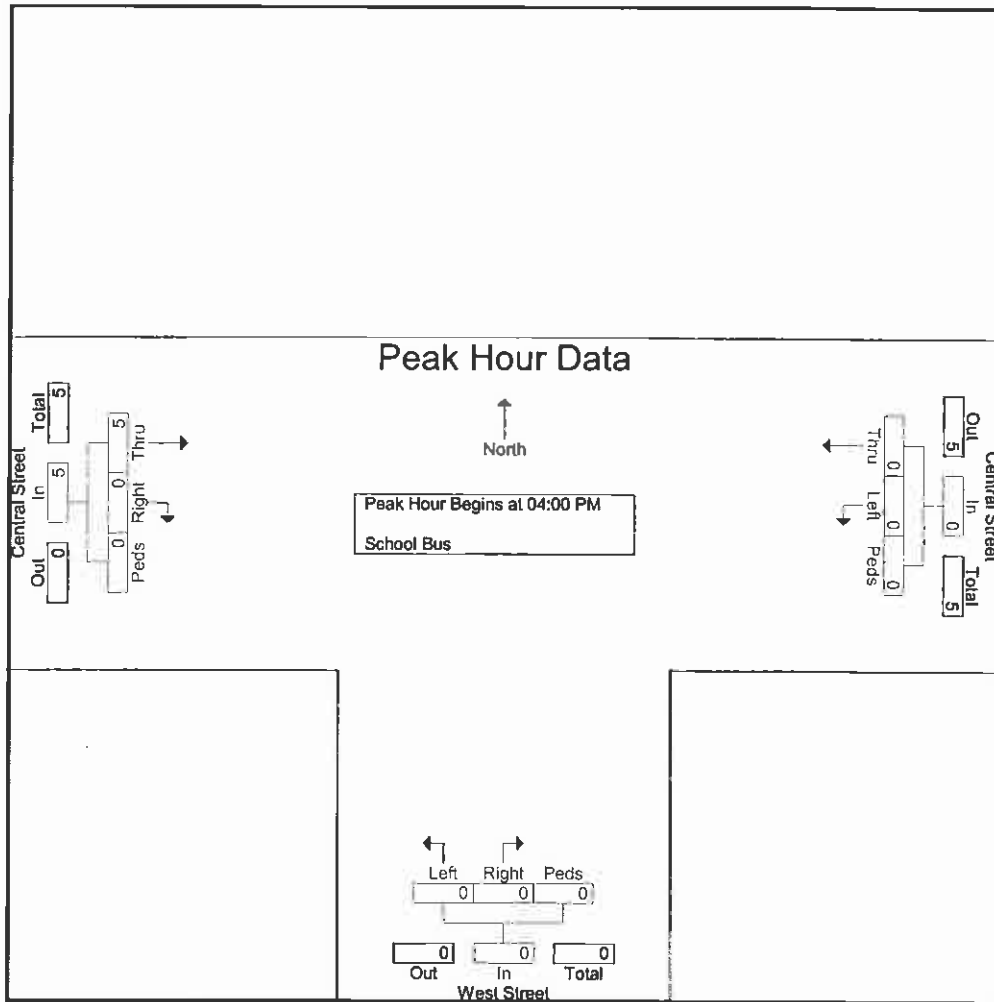 Peak Hour Data
North
Peak Hour Begins at 04:00 PM
School Bus
Central Street
Total 5
In 5
Out 0
Thru 5
Right 0
Peds 0
Central Street
Out 5
In 0
Total 5
Thru 0
Left 0
Peds 0
Left Right Peds
0 0 0
0 0 0
Out In Total
West Street